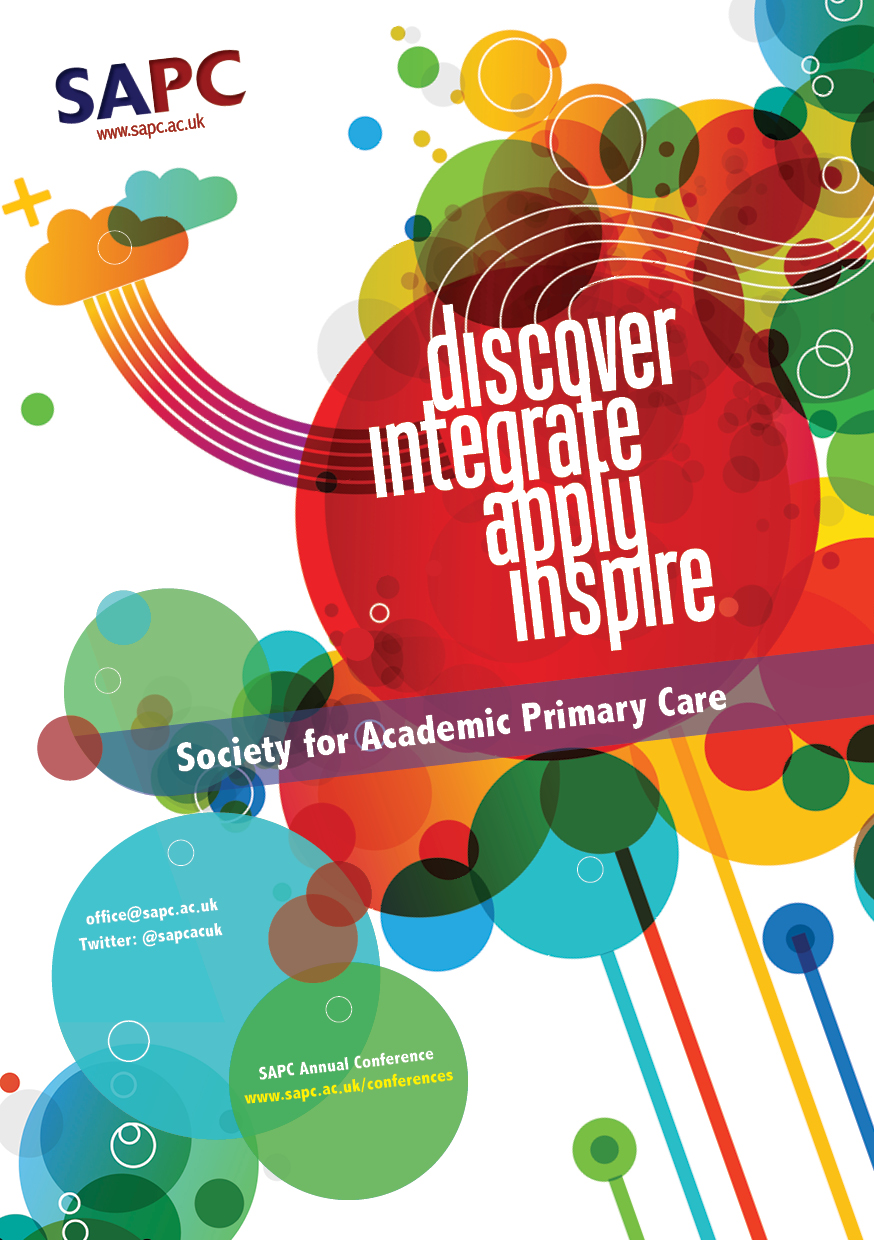 SAPC
www.sapc.ac.uk
discover
integrate
apply
inspire
Society for Academic Primary Care
office@sapc.ac.uk
Twitter: @sapcacuk
SAPC Annual Conference
www.sapc.ac.uk/conferences